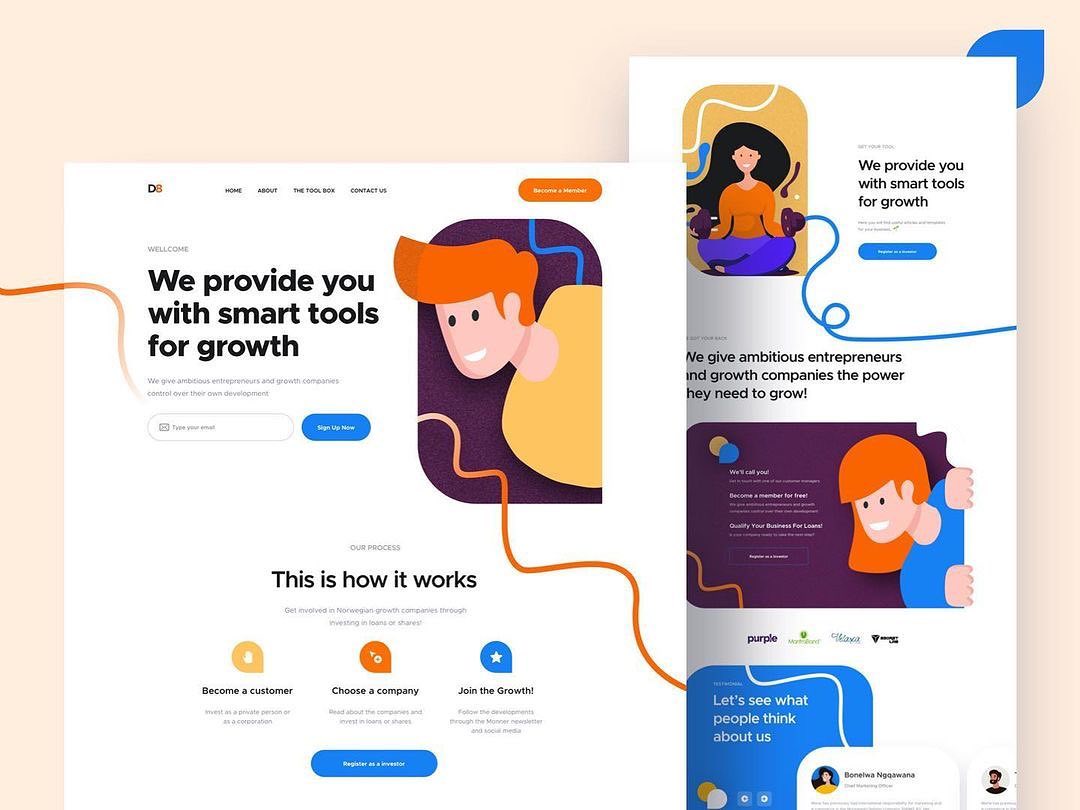 D8
HOME
ABOUT
THE TOOL BOX
CONTACT US
Become a Member
WELLCOME
We provide you
with smart tools
for growth
We give ambitious entrepreneurs and growth companies
control over their own development
Type your email
Sign Up Now
OUR PROCESS
This is how it works
Get involved in Norwegian growth companies through
investing in loans or shares!
Become a customer
Invest as a private person or
as a corporation
Choose a company
Read about the companies and
invest in loans or shares
Join the Growth!
Follow the developments
through the Monner newsletter
and social media
Register as a investor
GET YOUR TOOL
We provide you
with smart tools
for growth
Here you will find useful articles and templates
for your business.
Register as a investor
GOT YOUR BACK
We give ambitious entrepreneurs
and growth companies the power
they need to grow!
We'll call you!
Get in touch with one of our customer managers
Become a member for free!
We give ambitious entrepreneurs and growth
companies control over their own development
Qualify Your Business For Loans!
Is your company ready to take the next step?
Register as a investor
purple
MantraBand
Velasca
SECRET
LAB
TESTIMONIAL
Let's see what
people think
about us
Bonelwa Ngqawana
Chief Marketing Officer